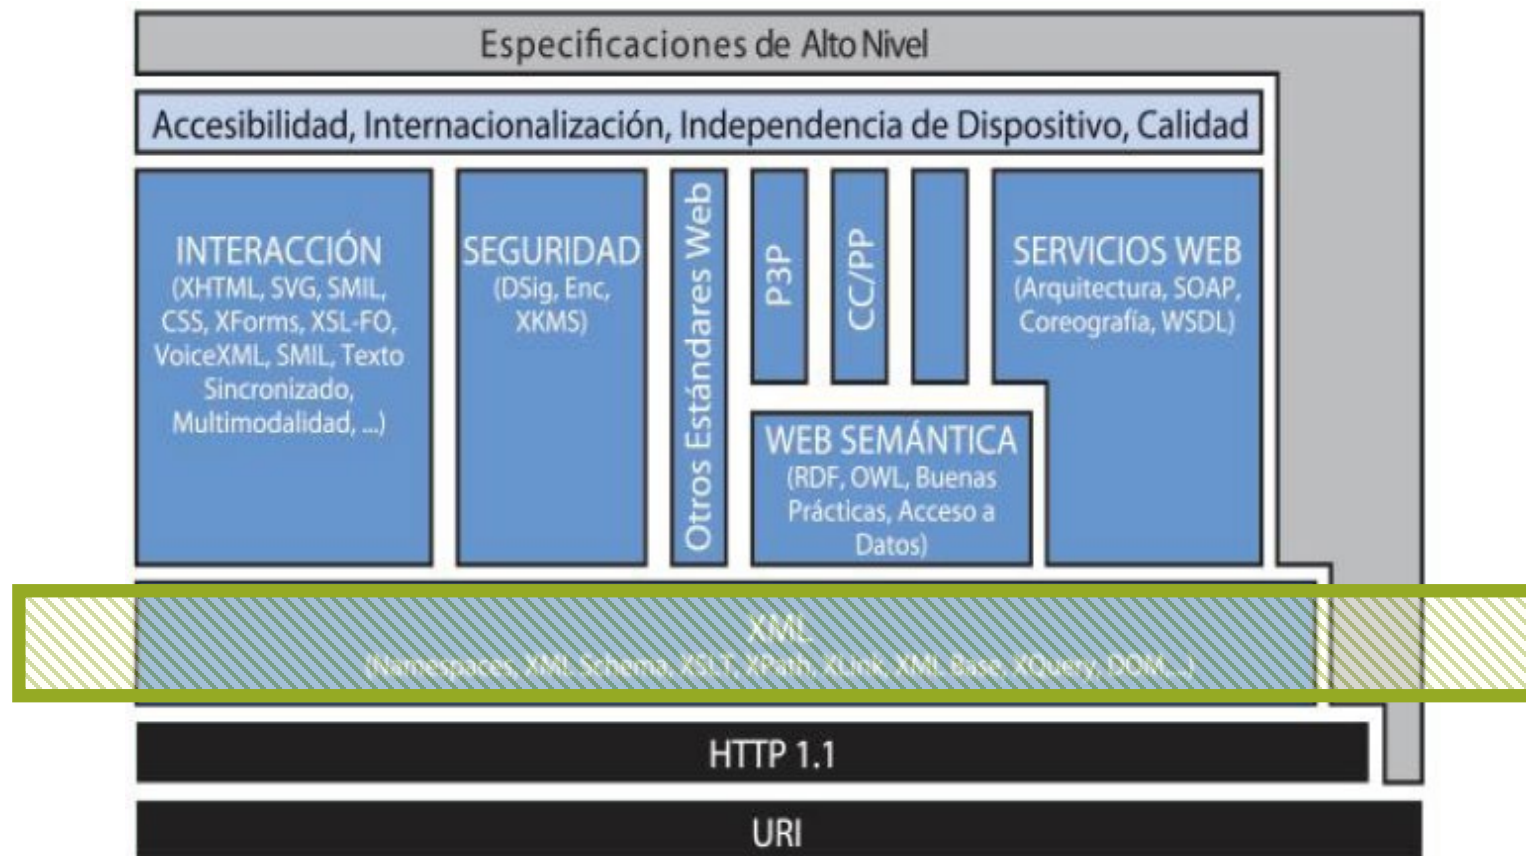 Especificaciones de Alto Nivel
Accesibilidad, Internacionalización, Independencia de Dispositivo, Calidad
INTERACCIÓN
(XHTML, SVG, SMIL,
CSS, XForms, XSL-FO,
VoiceXML, SMIL, Texto
Sincronizado,
Multimodalidad, ...)
SEGURIDAD
(DSig, Enc,
XKMS)
Otros Estándares Web
P3P
CC/PP
SERVICIOS WEB
(Arquitectura, SOAP,
Coreografía, WSDL)
WEB SEMÁNTICA
(RDF, OWL, Buenas
Prácticas, Acceso a
Datos)
XML
(Namespaces, XML Schema, XSLT, XPath, XLink, XML Base, XQuery, DOM,...)
HTTP 1.1
URI